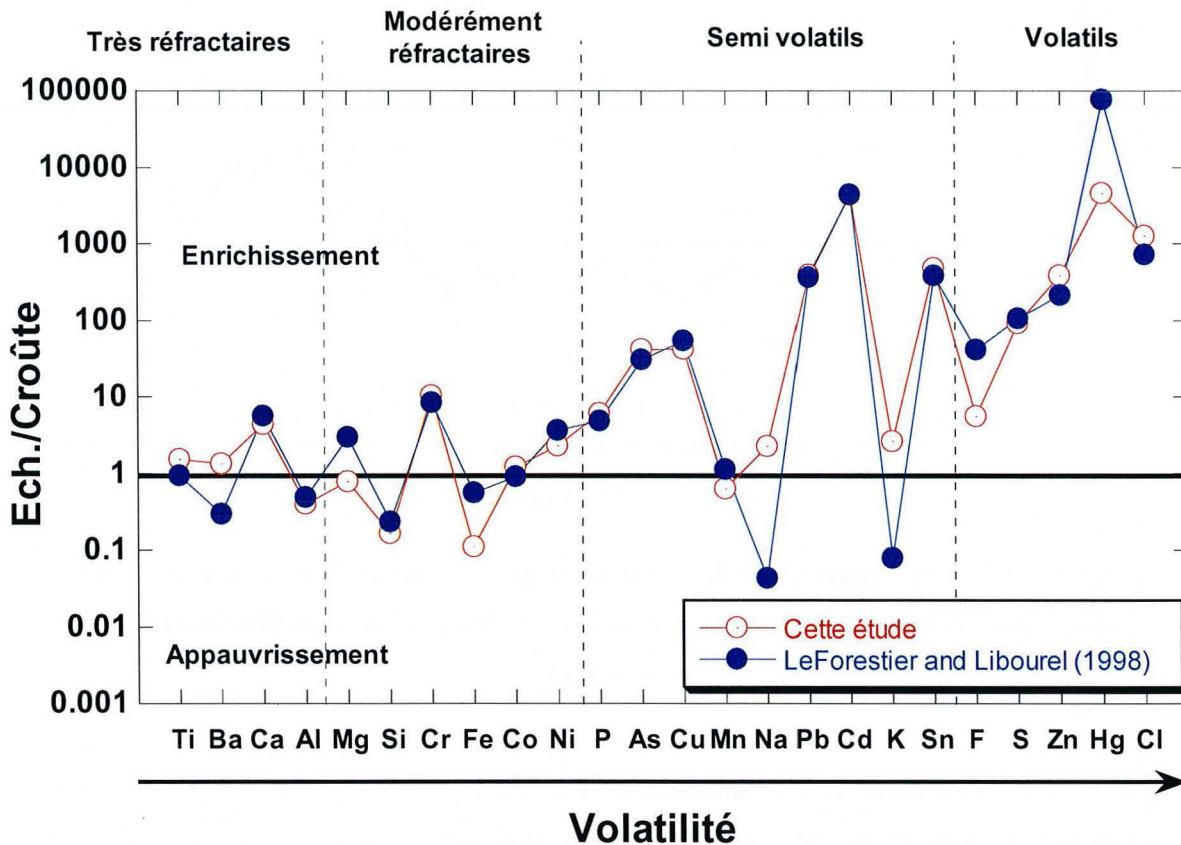 Très réfractaires
Modérément
réfractaires
Semi volatils
Volatils
100000
10000
1000
100
10
1
0.1
0.01
0.001
Ech./Croûte
Enrichissement
Appauvrissement
Cette étude
LeForestier and Libourel (1998)
Ti Ba Ca Al Mg Si Cr Fe Co Ni P As Cu Mn Na Pb Cd K Sn F S Zn Hg Cl
Volatilité